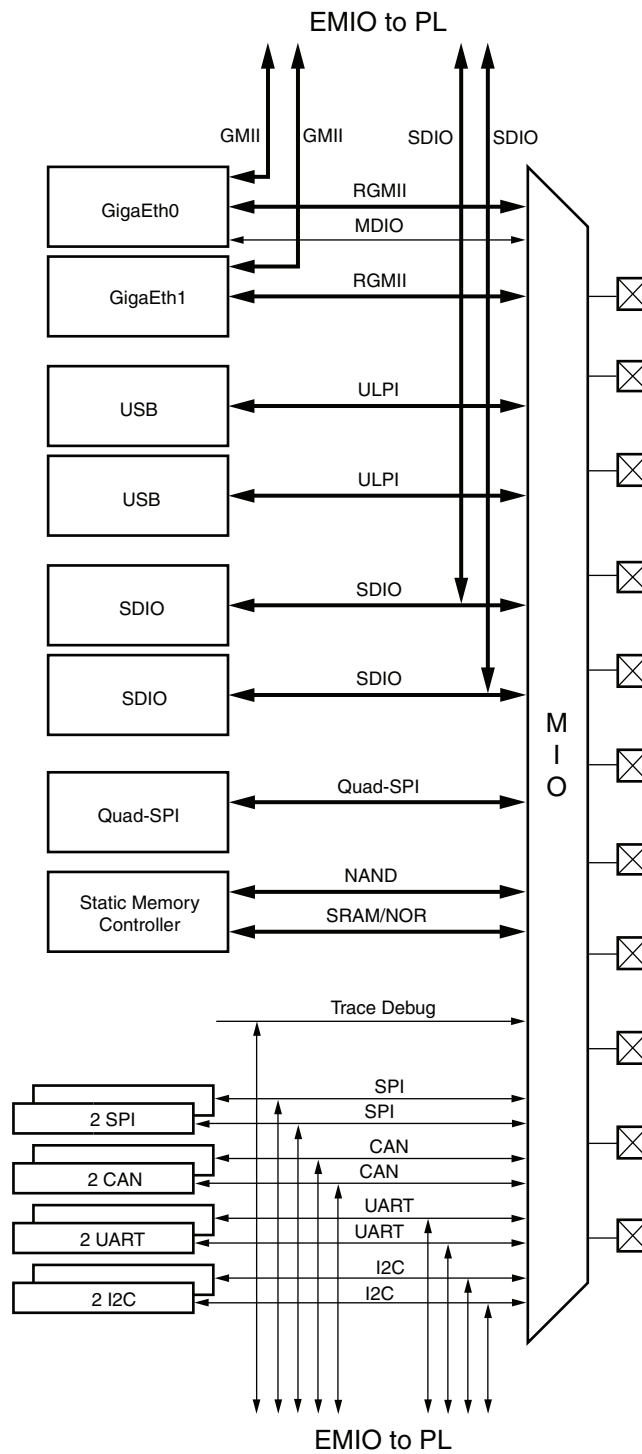 EMIO to PL
GMII
GMII
SDIO
SDIO
GigaEth0
RGMII
MDIO
GigaEth1
RGMII
USB
ULPI
USB
ULPI
SDIO
SDIO
SDIO
SDIO
MIO
Quad-SPI
Quad-SPI
Static Memory
Controller
NAND
SRAM/NOR
Trace Debug
SPI
2 SPI
SPI
CAN
2 CAN
CAN
UART
2 UART
UART
I2C
2 I2C
I2C
EMIO to PL